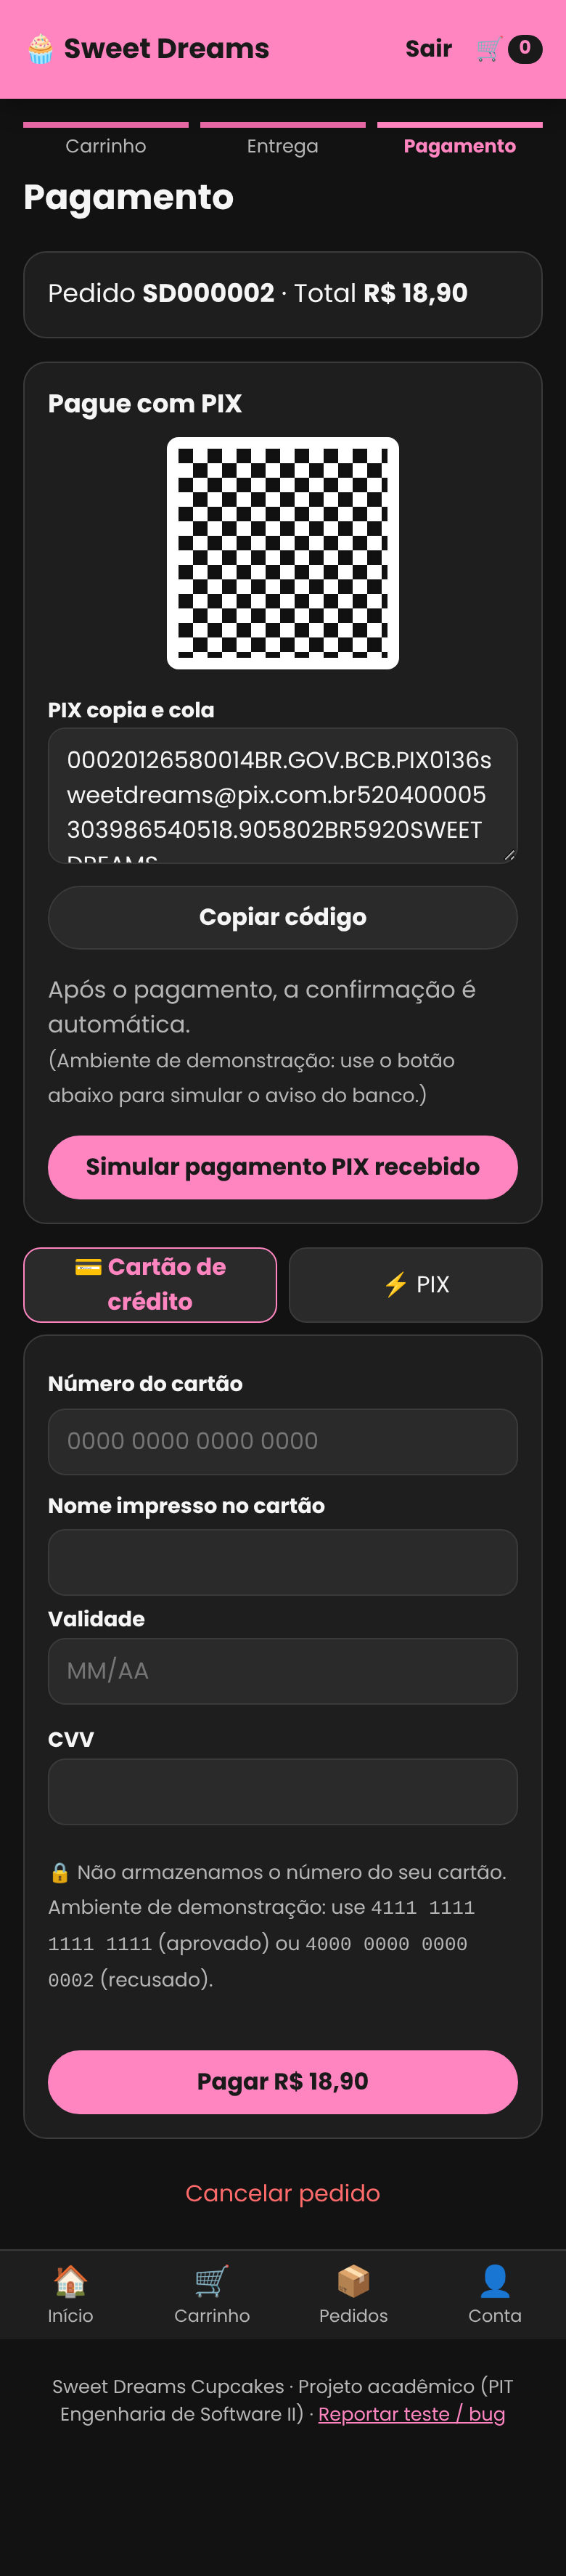 🧁 Sweet Dreams
Sair 🛒 0
Carrinho
Entrega
Pagamento
Pagamento
Pedido SD000002 · Total R$ 18,90
Pague com PIX
PIX copia e cola
00020126580014BR.GOV.BCB.PIX0136s
weetdreams@pix.com.br520400005
303986540518.905802BR5920SWEET
DREAMS
Copiar código
Após o pagamento, a confirmação é
automática.
(Ambiente de demonstração: use o botão
abaixo para simular o aviso do banco.)
Simular pagamento PIX recebido
💳 Cartão de
crédito
⚡ PIX
Número do cartão
0000 0000 0000 0000
Nome impresso no cartão
Validade
MM/AA
CVV
🔒 Não armazenamos o número do seu cartão.
Ambiente de demonstração: use 4111 1111
1111 1111 (aprovado) ou 4000 0000 0000
0002 (recusado).
Pagar R$ 18,90
Cancelar pedido
Início
Carrinho
Pedidos
Conta
Sweet Dreams Cupcakes · Projeto acadêmico (PIT
Engenharia de Software II) · Reportar teste / bug